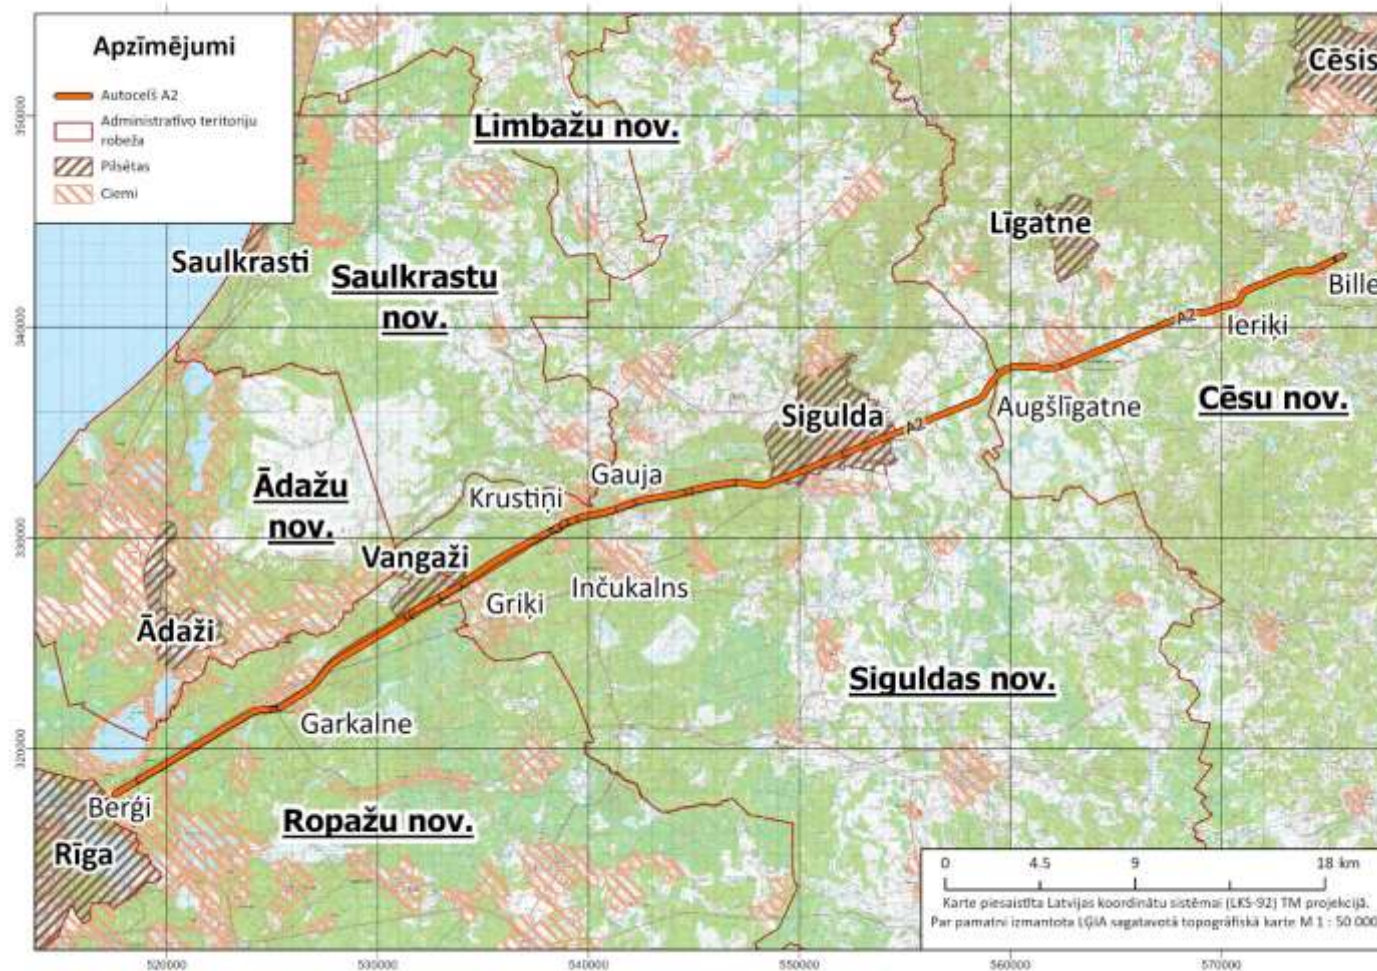 Apzīmējumi
Autoceļš A2
Administratīvo teritoriju
robeža
Pilsētas
Ciemi
Cēsis
Limbažu nov.
Līgatne
Saulkrasti
Saulkrastu
nov.
Bille
A2
Ieriķi
Augšlīgatne
Cēsu nov.
Sigulda
A2
Gauja
Krustiņi
Ādažu
nov.
Vangaži
Inčukalns
Griķi
Ādaži
Siguldas nov.
Garkalne
Berģi
Ropažu nov.
Rīga
0 4.5 9 18 km
Karte piesaistīta Latvijas koordinātu sistēmai (LKS-92) TM projekcijā.
Par pamatni izmantota LĢIA sagatavotā topogrāfiskā karte M 1 : 50 000
350000
340000
330000
320000
520000 530000 540000 550000 560000 570000